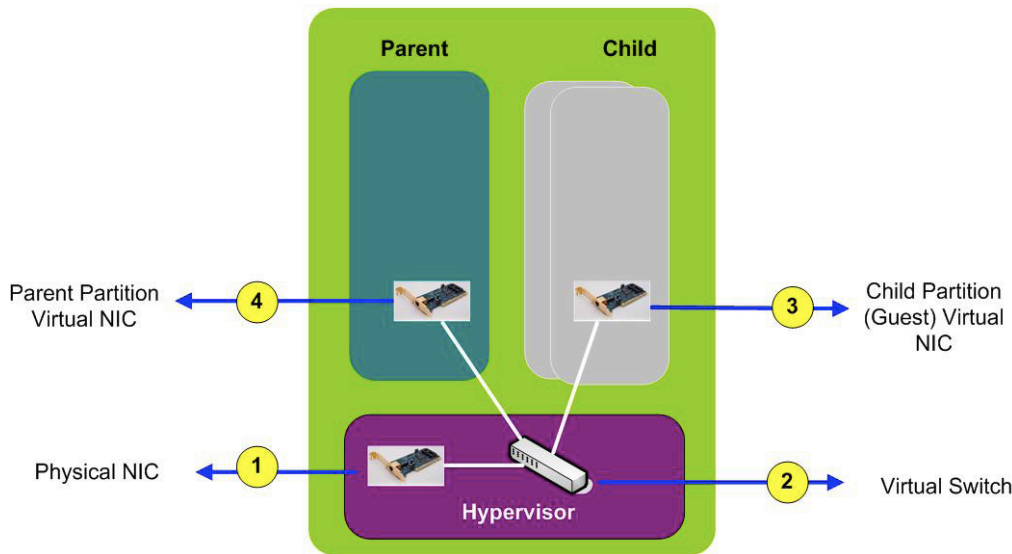 Parent
Child
4
Parent Partition
Virtual NIC
3
Child Partition
(Guest) Virtual
NIC
1
Physical NIC
2
Virtual Switch
Hypervisor